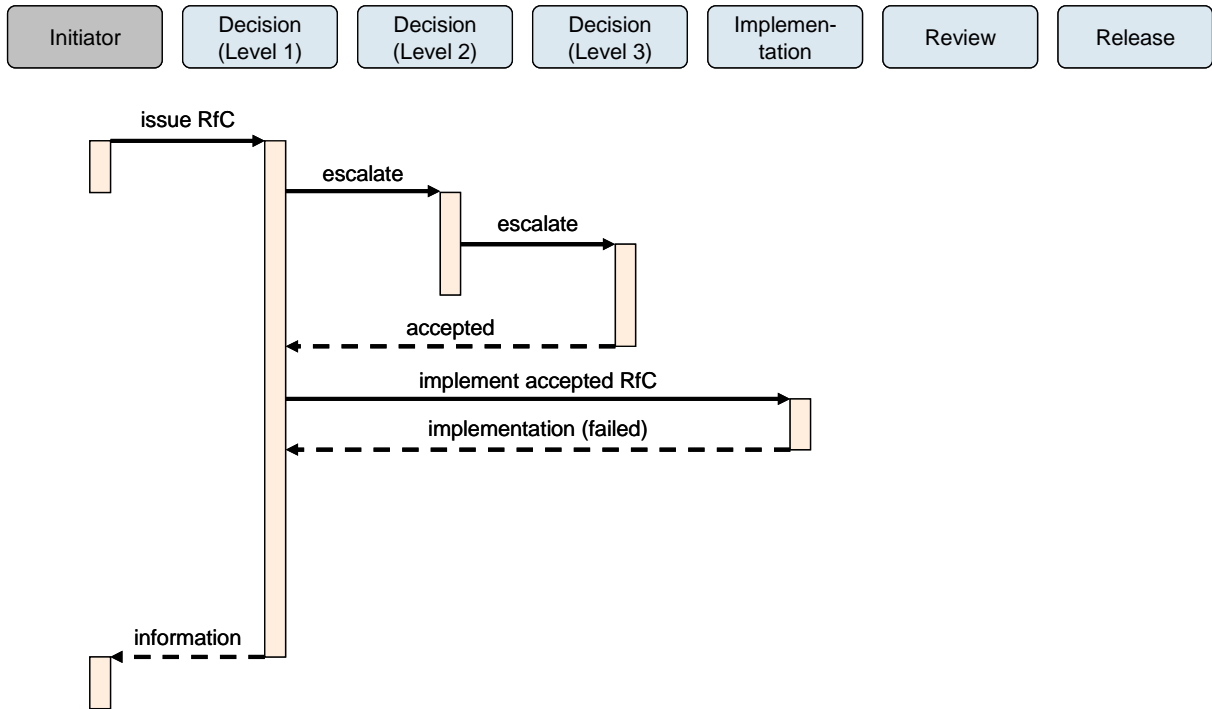 Initiator
Decision
(Level 1)
Decision
(Level 2)
Decision
(Level 3)
Implemen-
tation
Review
Release
issue RfC
escalate
escalate
accepted
implement accepted RfC
implementation (failed)
information